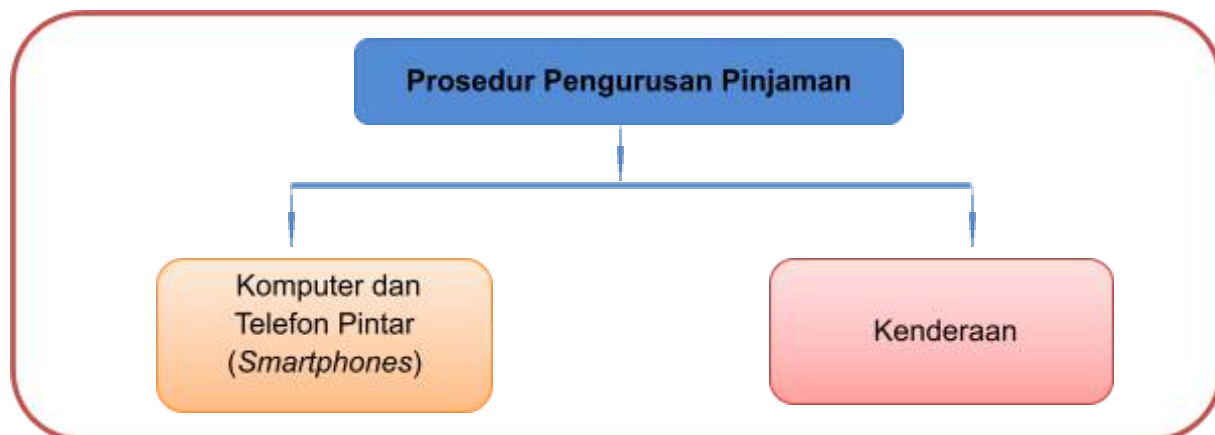 Prosedur Pengurusan Pinjaman
Komputer dan
Telefon Pintar
(Smartphones)
Kenderaan